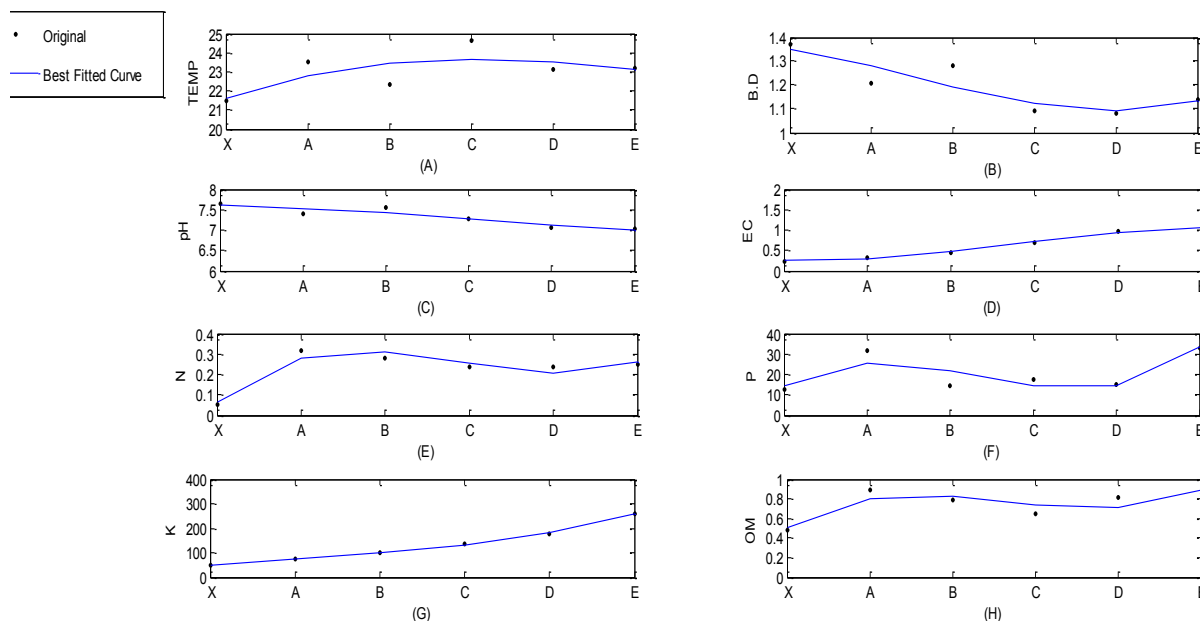 Original
Best Fitted Curve
25
24
23
22
21
20
TEMP
X A B C D E
(A)
1.4
1.3
1.2
1.1
1
B.D
X A B C D E
(B)
8
7.5
7
6.5
6
pH
X A B C D E
(C)
2
1.5
1
0.5
0
EC
X A B C D E
(D)
0.4
0.3
0.2
0.1
0
N
X A B C D E
(E)
40
30
20
10
0
P
X A B C D E
(F)
400
300
200
100
0
K
X A B C D E
(G)
1
0.8
0.6
0.4
0.2
0
OM
X A B C D E
(H)